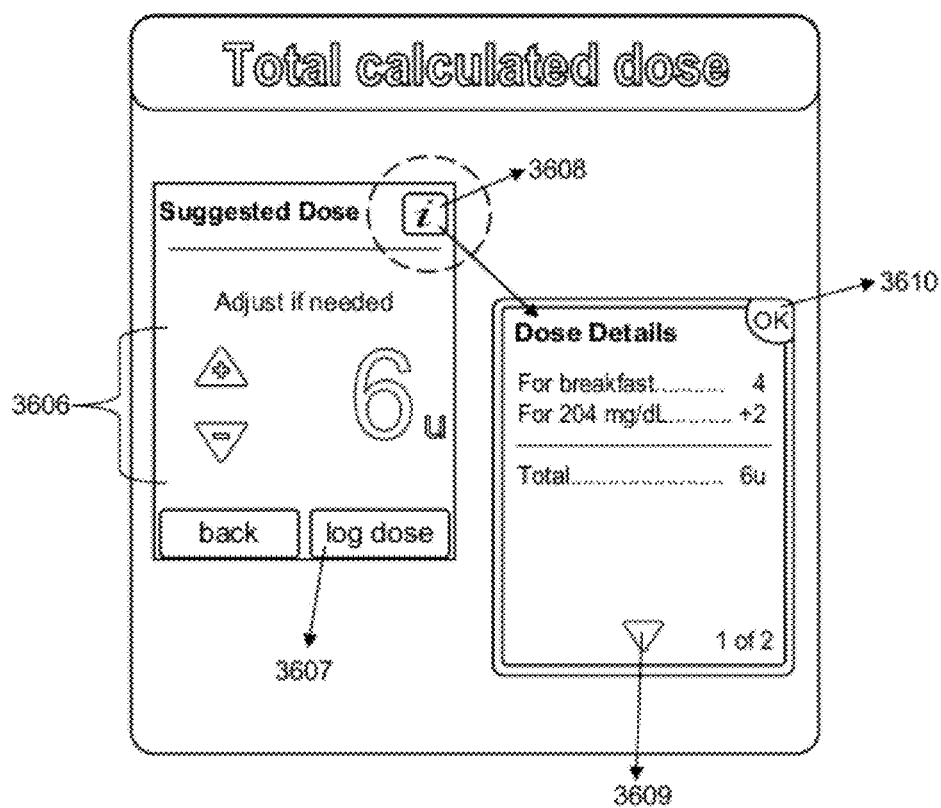 Total calculated dose
3608
Suggested Dose i
3610
OK
Adjust if needed
Dose Details
For breakfast........... 4
For 204 mg/dL.......... +2
3606
+
6u
-
Total......................... 6u
back log dose
1 of 2
3607
3609